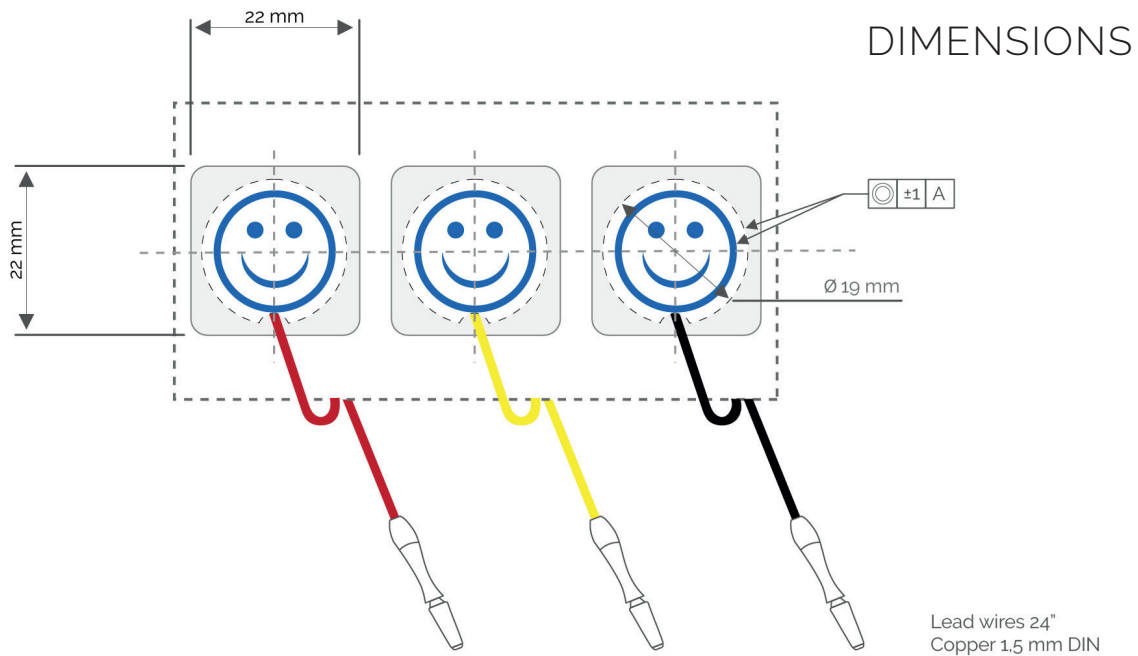 22 mm
DIMENSIONS
22 mm
±1 A
Ø 19 mm
Lead wires 24"
Copper 1,5 mm DIN